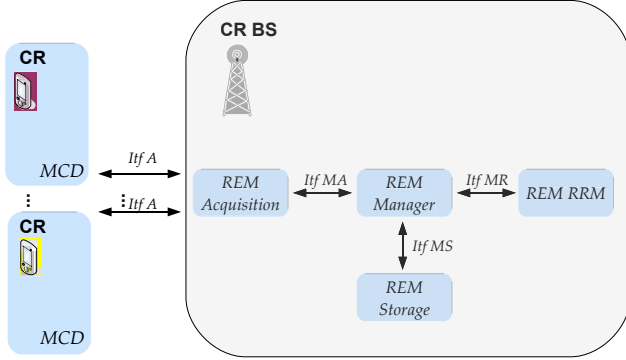 CR BS
CR
MCD
Itf A
⋮
⋮
Itf A
CR
MCD
REM
Acquisition
Itf MA
REM
Manager
Itf MR
REM RRM
Itf MS
REM
Storage